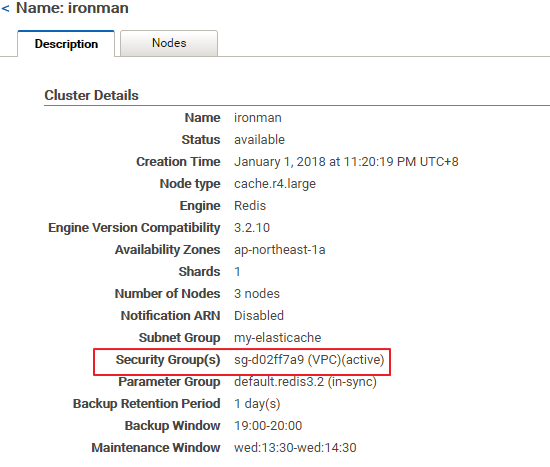 < Name: ironman
Description Nodes
Cluster Details
Name ironman
Status available
Creation Time January 1, 2018 at 11:20:19 PM UTC+8
Node type cache.r4.large
Engine Redis
Engine Version Compatibility 3.2.10
Availability Zones ap-northeast-1a
Shards 1
Number of Nodes 3 nodes
Notification ARN Disabled
Subnet Group my-elasticache
Security Group(s) sg-d02ff7a9 (VPC)(active)
Parameter Group default.redis3.2 (in-sync)
Backup Retention Period 1 day(s)
Backup Window 19:00-20:00
Maintenance Window wed:13:30-wed:14:30